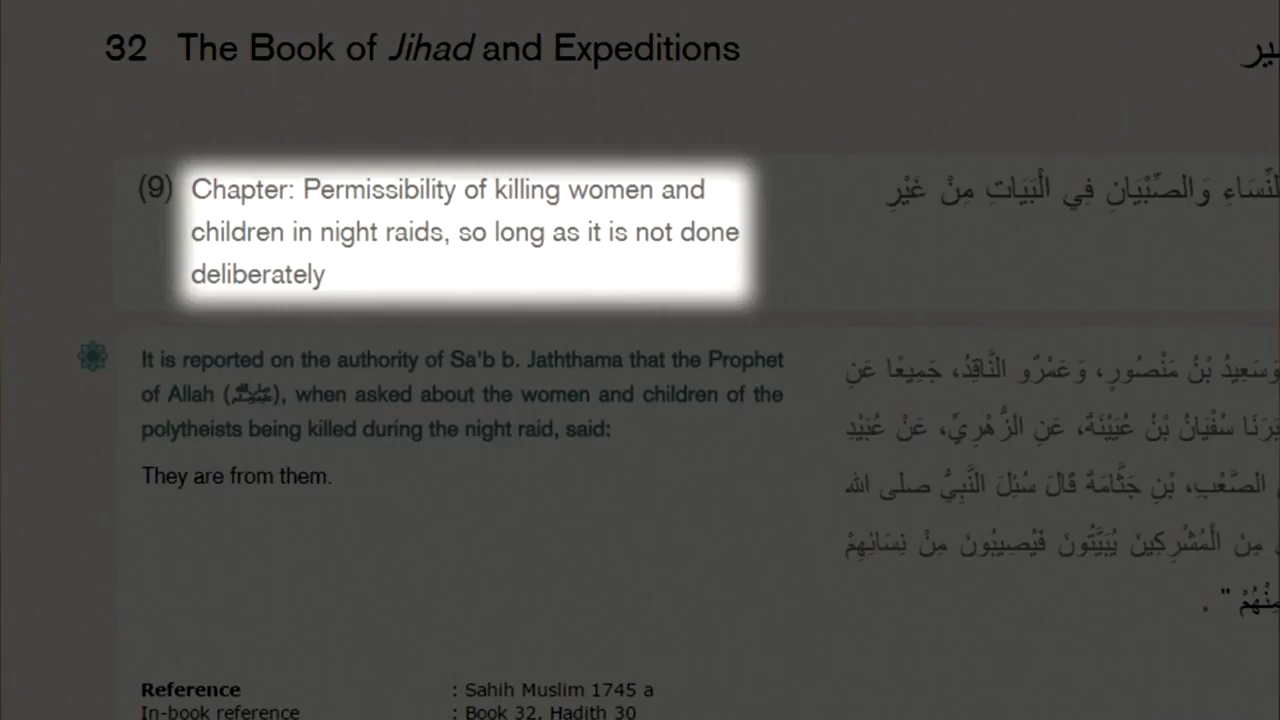 32 The Book of Jihad and Expeditions
ير
(9) Chapter: Permissibility of killing women and
children in night raids, so long as it is not done
deliberately
النِّسَاءِ وَالصِّبْيَانِ فِي الْبَيَاتِ مِنْ غَيْرِ
It is reported on the authority of Sa'b b. Jaththama that the Prophet
of Allah (ﷺ), when asked about the women and children of the
polytheists being killed during the night raid, said:
They are from them.
وَسَعِيدُ بْنُ مَنْصُورٍ، وَعَمْرٌو النَّاقِدُ، جَمِيعًا عَنِ
سُفْيَانُ بْنُ عُيَيْنَةَ، عَنِ الزُّهْرِيِّ، عَنْ عُبَيْدِ
الصَّعْبِ، بْنِ جَثَّامَةَ قَالَ سُئِلَ النَّبِيُّ صلى الله
مِنَ الْمُشْرِكِينَ يُبَيَّتُونَ فَيُصِيبُونَ مِنْ نِسَائِهِمْ
مِنْهُمْ " .
Reference : Sahih Muslim 1745 a
In-book reference : Book 32, Hadith 30